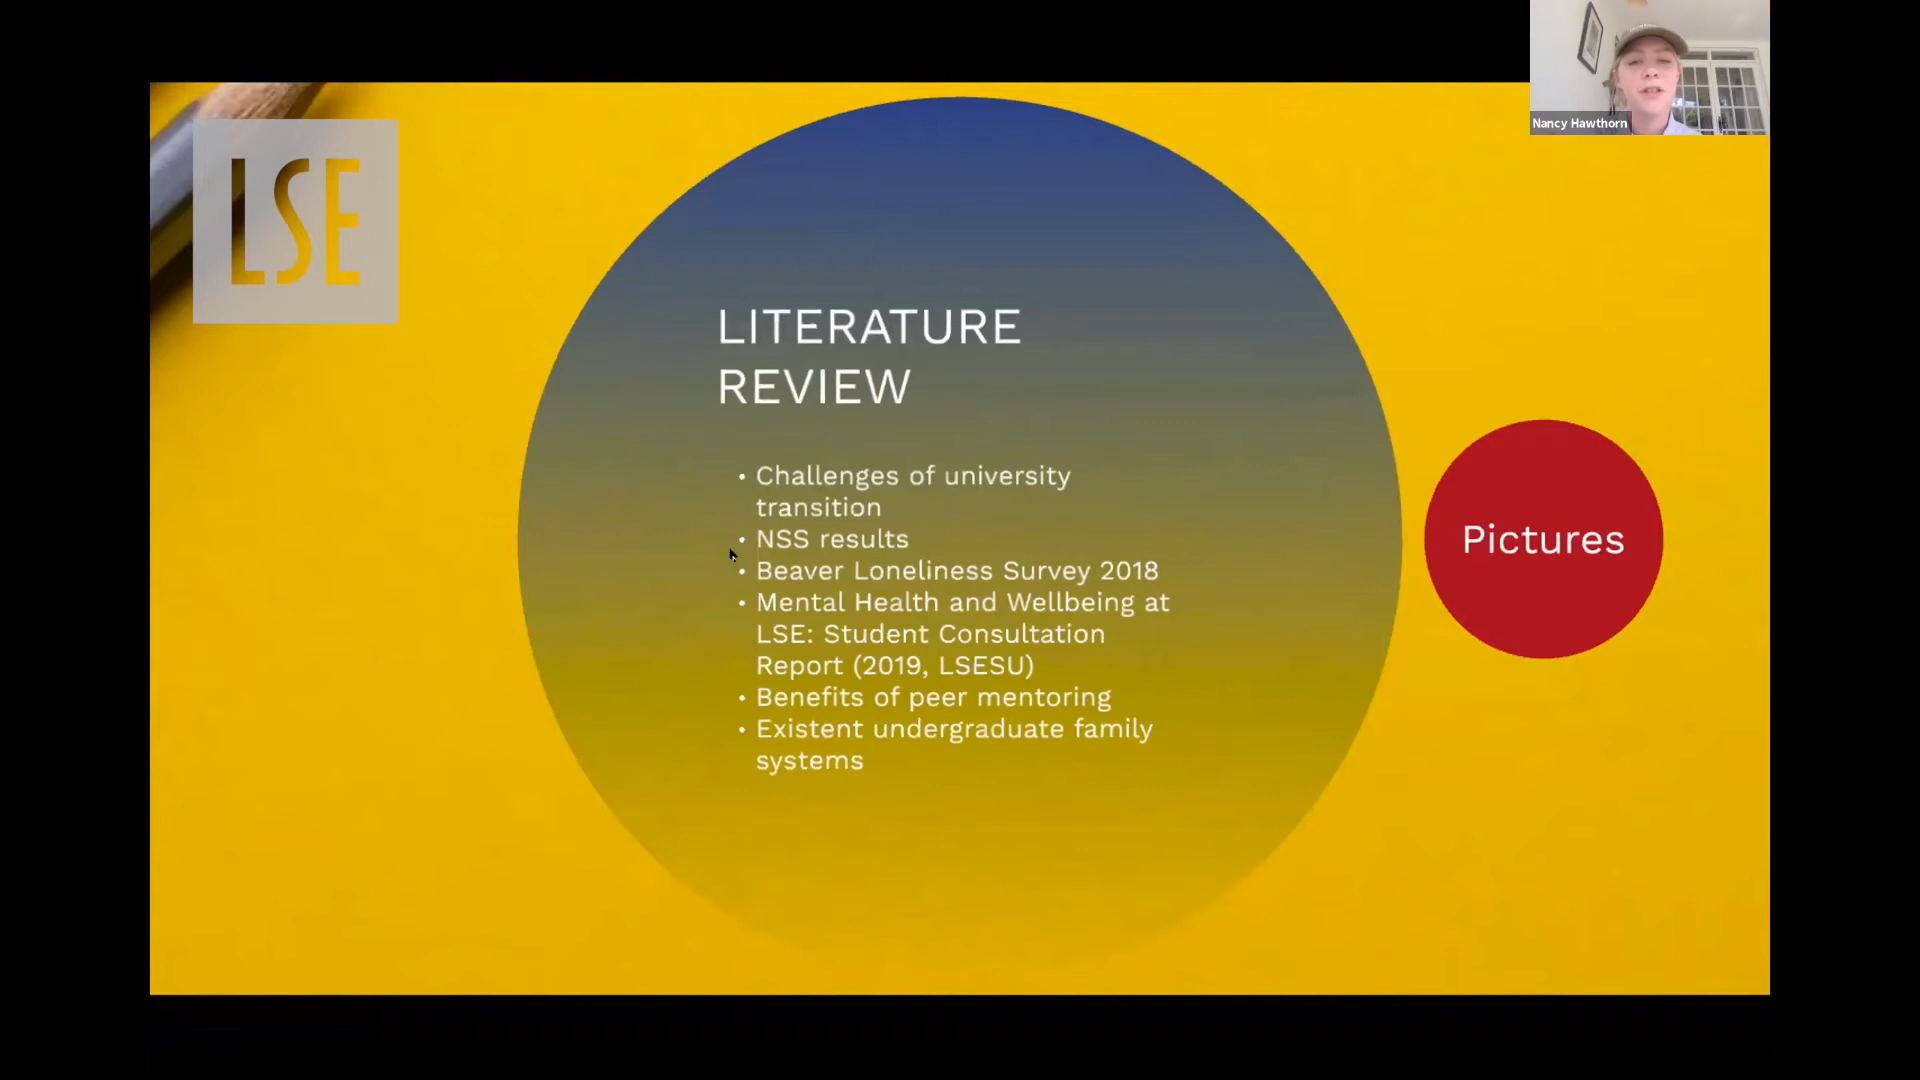 Nancy Hawthorn
LSE
LITERATURE
REVIEW
• Challenges of university
transition
• NSS results
• Beaver Loneliness Survey 2018
• Mental Health and Wellbeing at
LSE: Student Consultation
Report (2019, LSESU)
• Benefits of peer mentoring
• Existent undergraduate family
systems
Pictures